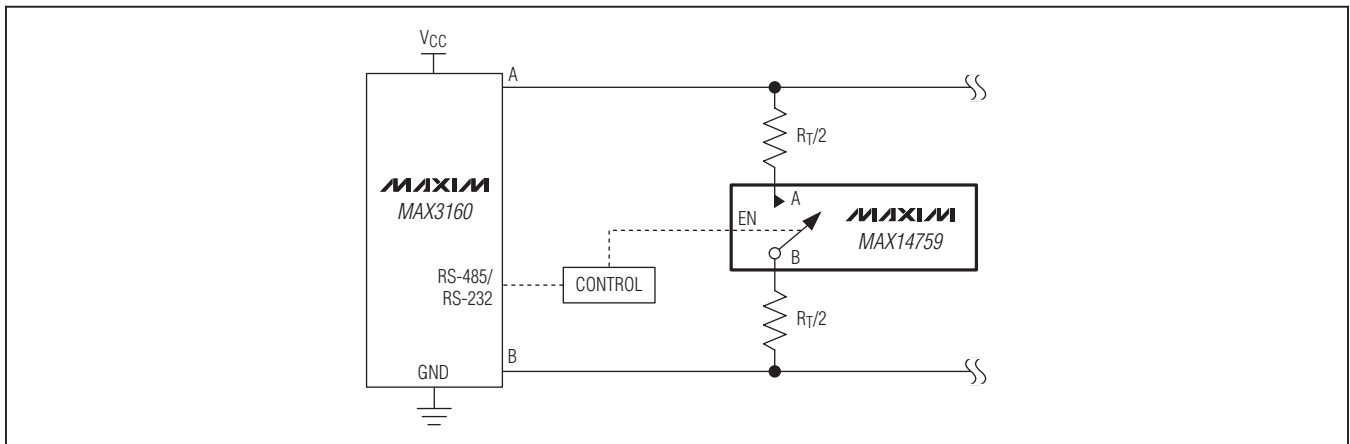 VCC
A
RT/2
MAXIM
MAX3160
A
EN
MAXIM
MAX14759
B
RS-485/
RS-232
CONTROL
RT/2
B
GND